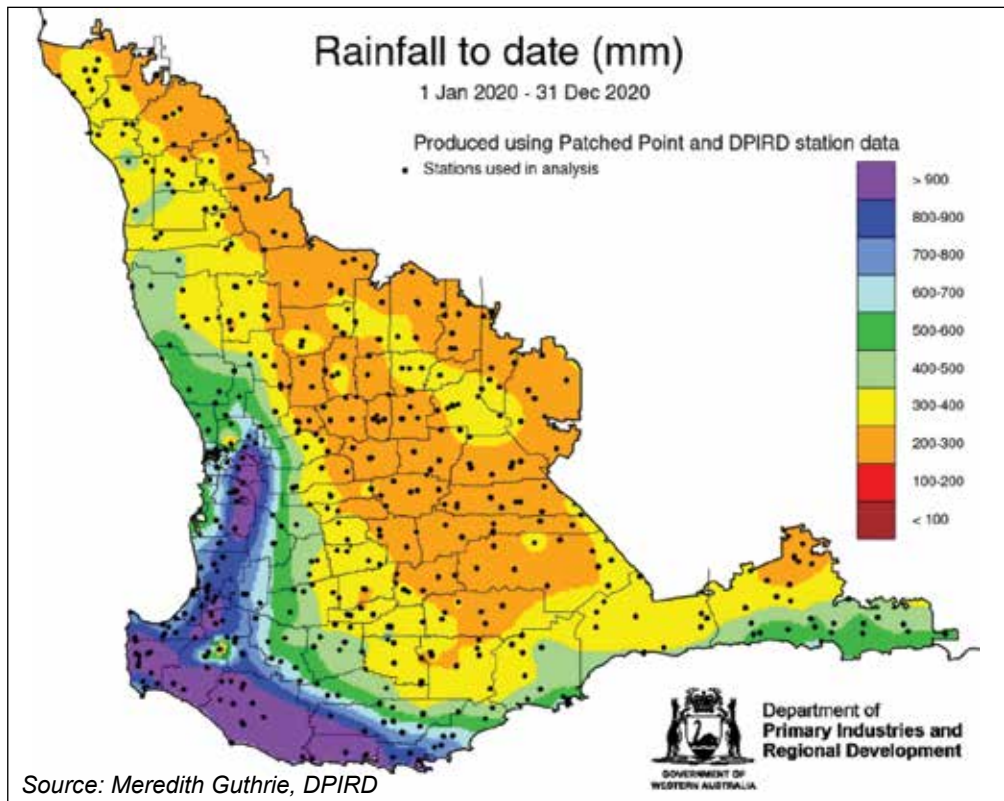 Rainfall to date (mm)
1 Jan 2020 - 31 Dec 2020
Produced using Patched Point and DPIRD station data
Stations used in analysis
> 900
800-900
700-800
600-700
500-600
400-500
300-400
200-300
100-200
< 100
Department of
Primary Industries and
Regional Development
GOVERNMENT OF
WESTERN AUSTRALIA
Source: Meredith Guthrie, DPIRD